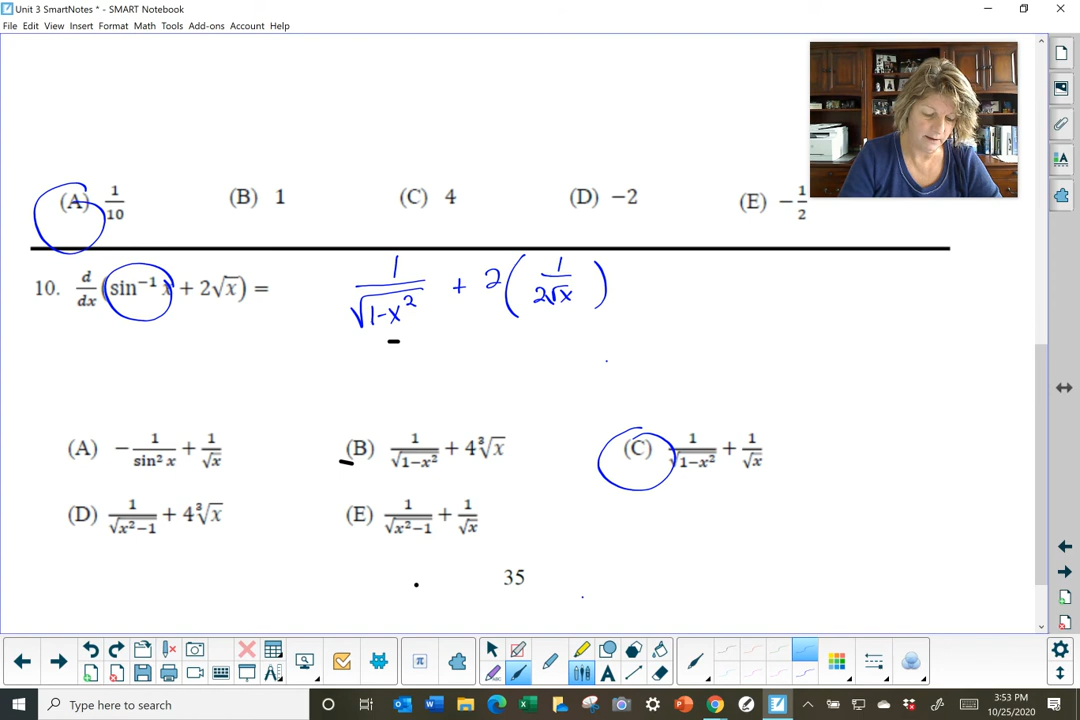 Unit 3 SmartNotes * - SMART Notebook
File Edit View Insert Format Math Tools Add-ons Account Help
(A) 1/10 (B) 1 (C) 4 (D) −2 (E) −1/2
10. d/dx (sin⁻¹ x + 2√x) = 1/√(1-x²) + 2(1/(2√x))
(A) −1/sin² x + 1/√x (B) 1/√(1−x²) + 4∛x (C) 1/√(1−x²) + 1/√x
(D) 1/√(x²−1) + 4∛x (E) 1/√(x²−1) + 1/√x
35
Type here to search
3:53 PM
10/25/2020